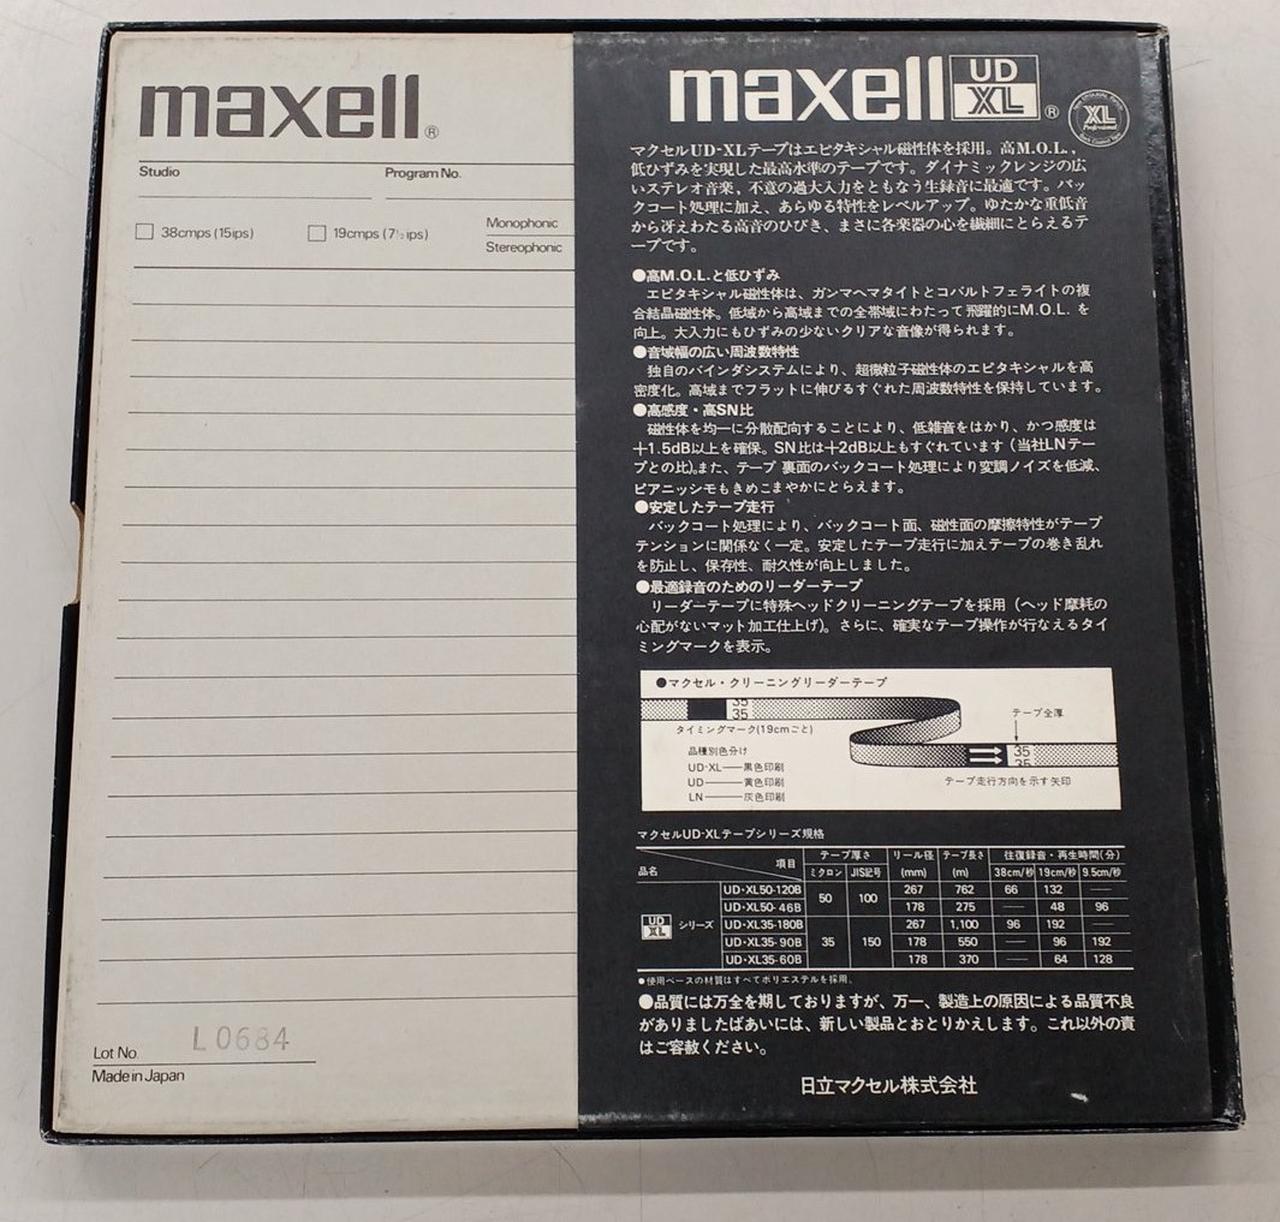 maxell®
Studio
Program No.
38cmps (15ips)
19cmps (7½ips)
Monophonic
Stereophonic
Lot No. L0684
Made in Japan
maxell UD XL®
XL
Professional
マクセルUD-XLテープはエピタキシャル磁性体を採用。高M.O.L.,
低ひずみを実現した最高水準のテープです。ダイナミックレンジの広
いステレオ音楽，不意の過大入力をともなう生録音に最適です。バッ
クコート処理に加え、あらゆる特性をレベルアップ。ゆたかな重低音
から冴えわたる高音のひびき、まさに各楽器の心を繊細にとらえるテ
ープです。
●高M.O.L.と低ひずみ
エピタキシャル磁性体は、ガンマヘマタイトとコバルトフェライトの複
合結晶磁性体。低域から高域までの全帯域にわたって飛躍的にM.O.L. を
向上。大入力にもひずみの少ないクリアな音像が得られます。
●音域幅の広い周波数特性
独自のバインダシステムにより、超微粒子磁性体のエピタキシャルを高
密度化。高域までフラットに伸びるすぐれた周波数特性を保持しています。
●高感度・高SN比
磁性体を均一に分散配向することにより、低雑音をはかり、かつ感度は
+1.5dB以上を確保。SN比は+2dB以上もすぐれています（当社LNテー
プとの比)。また、テープ 裏面のバックコート処理により変調ノイズを低減、
ピアニッシモもきめこまやかにとらえます。
●安定したテープ走行
バックコート処理により、バックコート面、磁性面の摩擦特性がテープ
テンションに関係なく一定。安定したテープ走行に加えテープの巻き乱れ
を防止し、保存性、耐久性が向上しました。
●最適録音のためのリーダーテープ
リーダーテープに特殊ヘッドクリーニングテープを採用（ヘッド摩耗の
心配がないマット加工仕上げ)。さらに、確実なテープ操作が行なえるタイ
ミングマークを表示。
●マクセル・クリーニングリーダーテープ
35
35
タイミングマーク(19cmごと)
テープ全厚
35
35
品種別色分け
UD-XL——黒色印刷
UD——黄色印刷
LN——灰色印刷
テープ走行方向を示す矢印
マクセルUD-XLテープシリーズ規格
品名 項目 テープ厚さ リール径 テープ長さ 往復録音・再生時間(分)
ミクロン JIS記号 (mm) (m) 38cm/秒 19cm/秒 9.5cm/秒
UD XL シリーズ
UD・XL50-120B 50 100 267 762 66 132 ——
UD・XL50-46B 178 275 —— 48 96
UD・XL35-180B 35 150 267 1,100 96 192 ——
UD・XL35-90B 178 550 —— 96 192
UD・XL35-60B 178 370 —— 64 128
●使用ベースの材質はすべてポリエステルを採用。
●品質には万全を期しておりますが、万一、製造上の原因による品質不良
がありましたばあいには、新しい製品とおとりかえします。これ以外の責
はご容赦ください。
日立マクセル株式会社